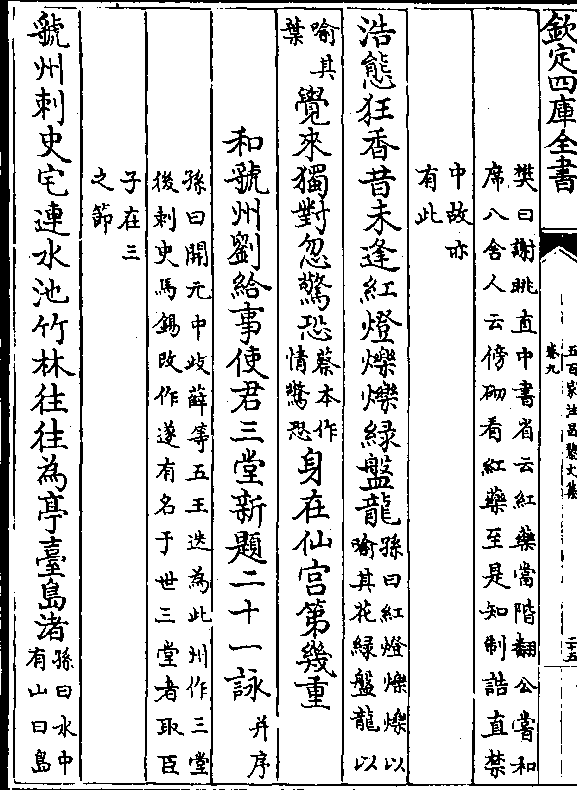 欽定四庫全書
五百家注昌黎文集
卷九
二十五
樊曰謝朓直中書省云紅藥當階翻公嘗和
席八舍人云傍砌看紅藥至是知制誥直禁
中故亦
有此
浩態狂香昔未逢紅燈爍爍緑盤龍孫曰紅燈爍爍以
喻其花緑盤龍以
喻其
葉覺來獨對忽驚恐蔡本作
情驚恐身在仙宫第幾重
和虢州劉給事使君三堂新題二十一詠并序
孫曰開元中歧薛等五王迭為此州作三堂
後刺史馬錫改作遂有名于世三堂者取臣
子在三
之節
虢州刺史宅連水池竹林往往為亭臺島渚孫曰水中
有山曰島